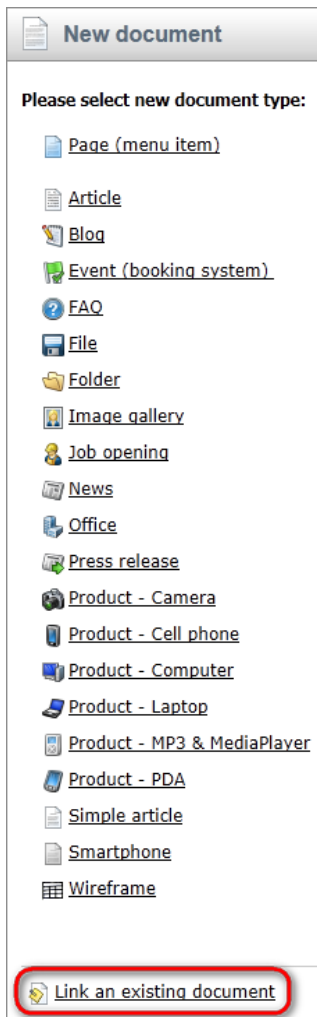 New document
Please select new document type:
Page (menu item)
Article
Blog
Event (booking system)
FAQ
File
Folder
Image gallery
Job opening
News
Office
Press release
Product - Camera
Product - Cell phone
Product - Computer
Product - Laptop
Product - MP3 & MediaPlayer
Product - PDA
Simple article
Smartphone
Wireframe
Link an existing document